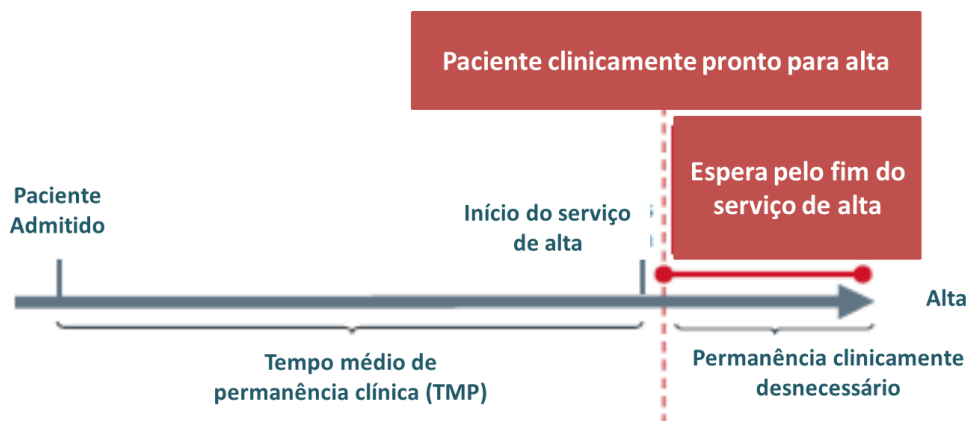 Paciente clinicamente pronto para alta
Espera pelo fim do
serviço de alta
Paciente
Admitido
Início do serviço
de alta
Alta
Tempo médio de
permanência clínica (TMP)
Permanência clinicamente
desnecessário